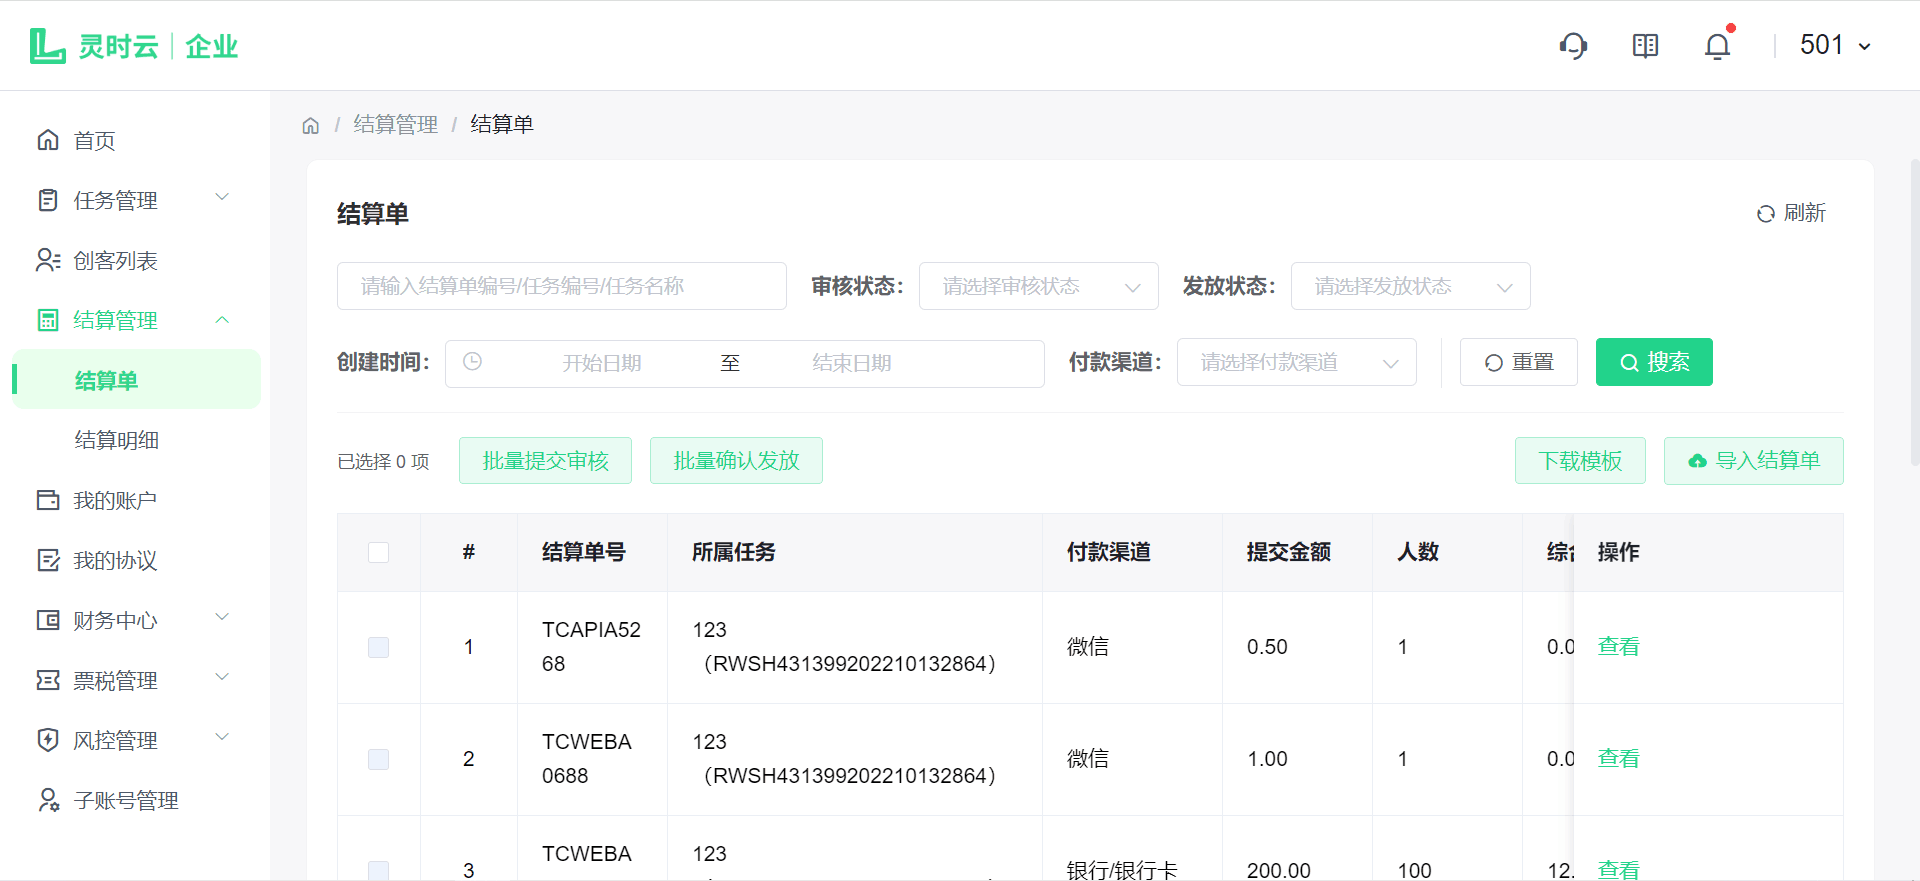 灵时云 企业
501
首页
任务管理
创客列表
结算管理
结算单
结算明细
我的账户
我的协议
财务中心
票税管理
风控管理
子账号管理
/ 结算管理 / 结算单
结算单
刷新
请输入结算单编号/任务编号/任务名称 审核状态： 请选择审核状态 发放状态： 请选择发放状态
创建时间： 开始日期 至 结束日期 付款渠道： 请选择付款渠道 重置 搜索
已选择 0 项 批量提交审核 批量确认发放 下载模板 导入结算单
# 结算单号 所属任务 付款渠道 提交金额 人数 综 操作
1 TCAPIA52
68 123
（RWSH431399202210132864） 微信 0.50 1 0.0 查看
2 TCWEBA
0688 123
（RWSH431399202210132864） 微信 1.00 1 0.0 查看
3 TCWEBA 123 银行/银行卡 200.00 100 12. 查看